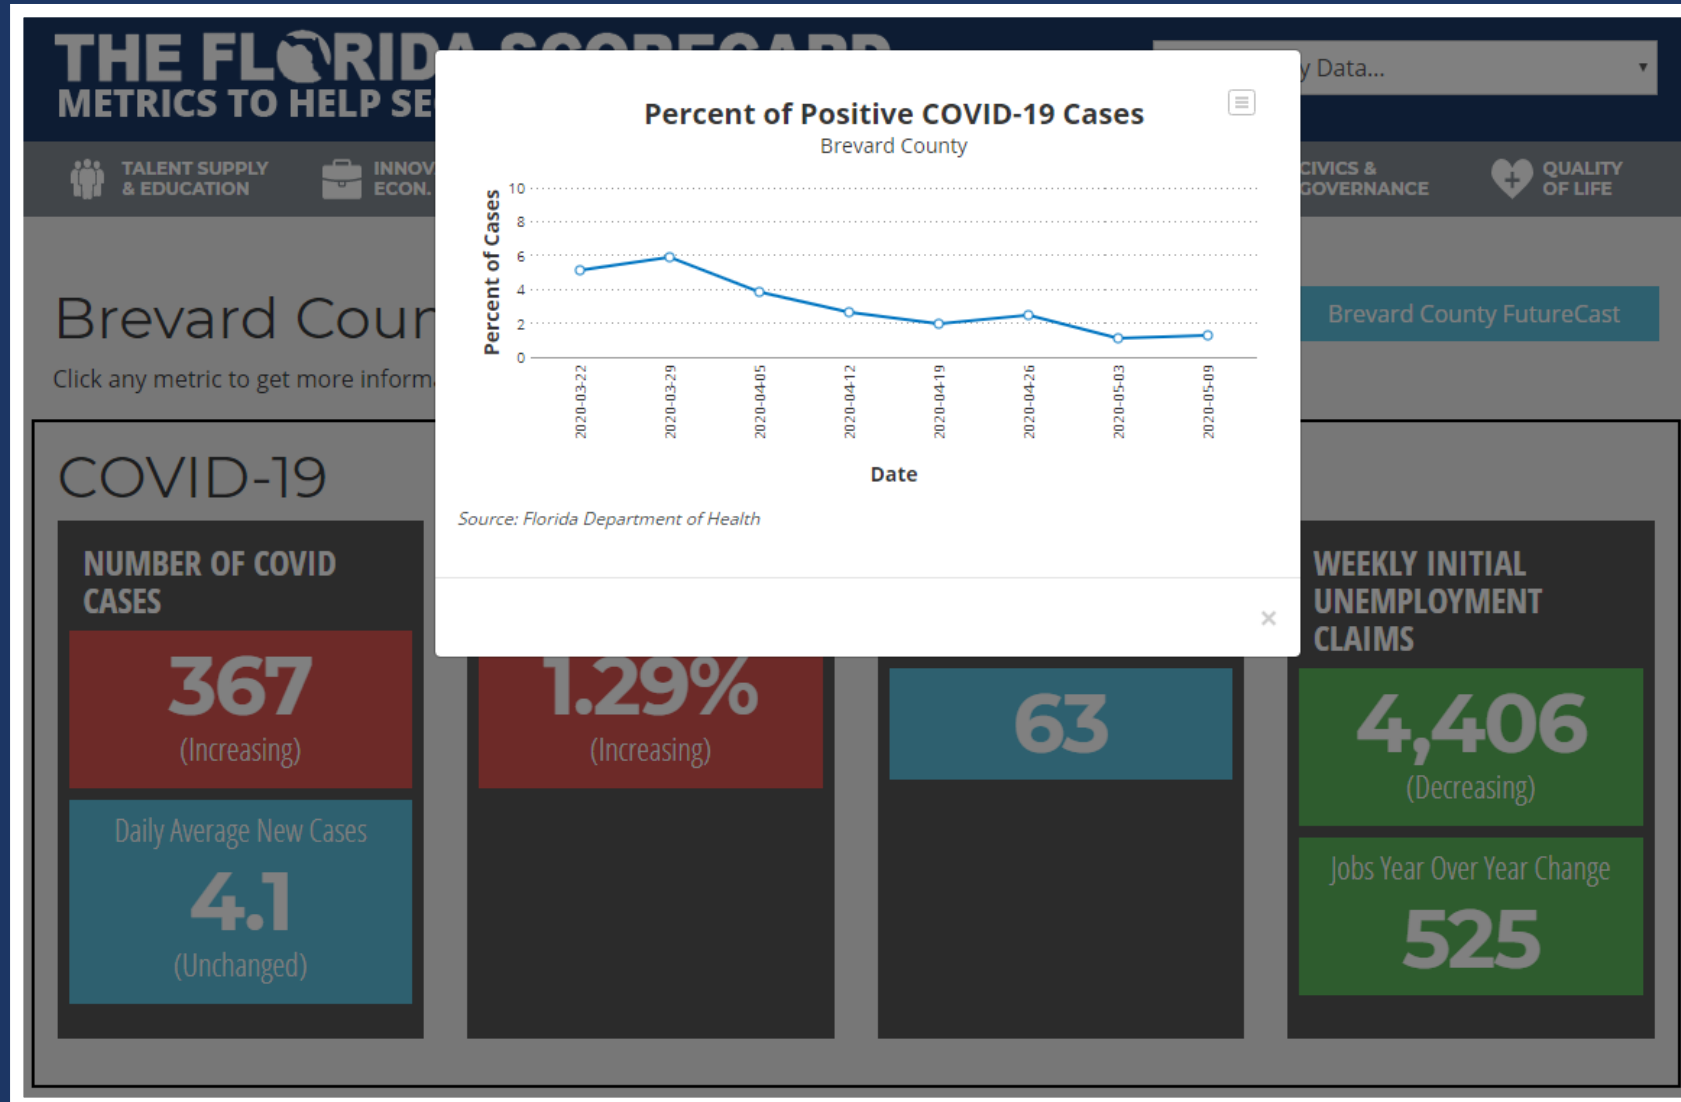 THE FLORIDA SCORECARD
METRICS TO HELP SE
y Data...
TALENT SUPPLY
& EDUCATION
INNOV
ECON.
CIVICS &
GOVERNANCE
QUALITY
OF LIFE
Brevard Coun
Click any metric to get more inform
Brevard County FutureCast
Percent of Positive COVID-19 Cases
Brevard County
Percent of Cases
10
8
6
4
2
0
2020-03-22
2020-03-29
2020-04-05
2020-04-12
2020-04-19
2020-04-26
2020-05-03
2020-05-09
Date
Source: Florida Department of Health
×
COVID-19
NUMBER OF COVID
CASES
367
(Increasing)
Daily Average New Cases
4.1
(Unchanged)
1.29%
(Increasing)
63
WEEKLY INITIAL
UNEMPLOYMENT
CLAIMS
4,406
(Decreasing)
Jobs Year Over Year Change
525